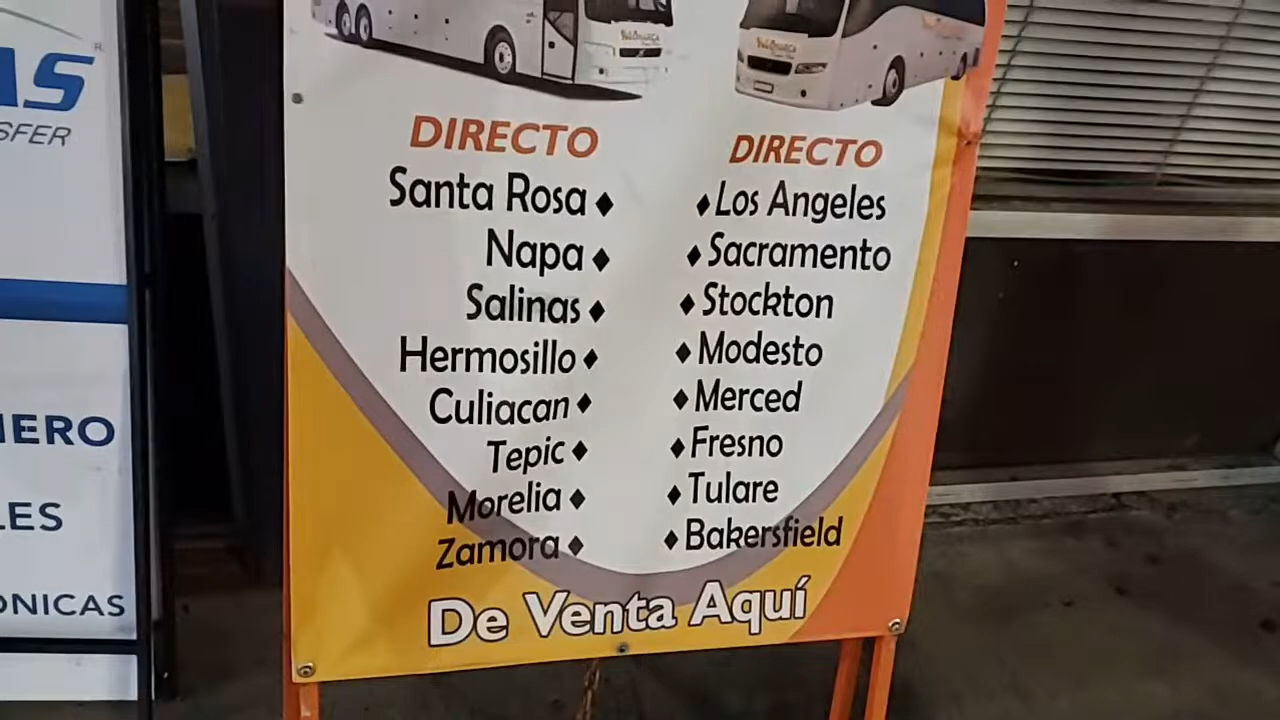 AS
SFER
IERO
LES
ONICAS
DIRECTO
Santa Rosa
Napa
Salinas
Hermosillo
Culiacan
Tepic
Morelia
Zamora
DIRECTO
Los Angeles
Sacramento
Stockton
Modesto
Merced
Fresno
Tulare
Bakersfield
De Venta Aquí